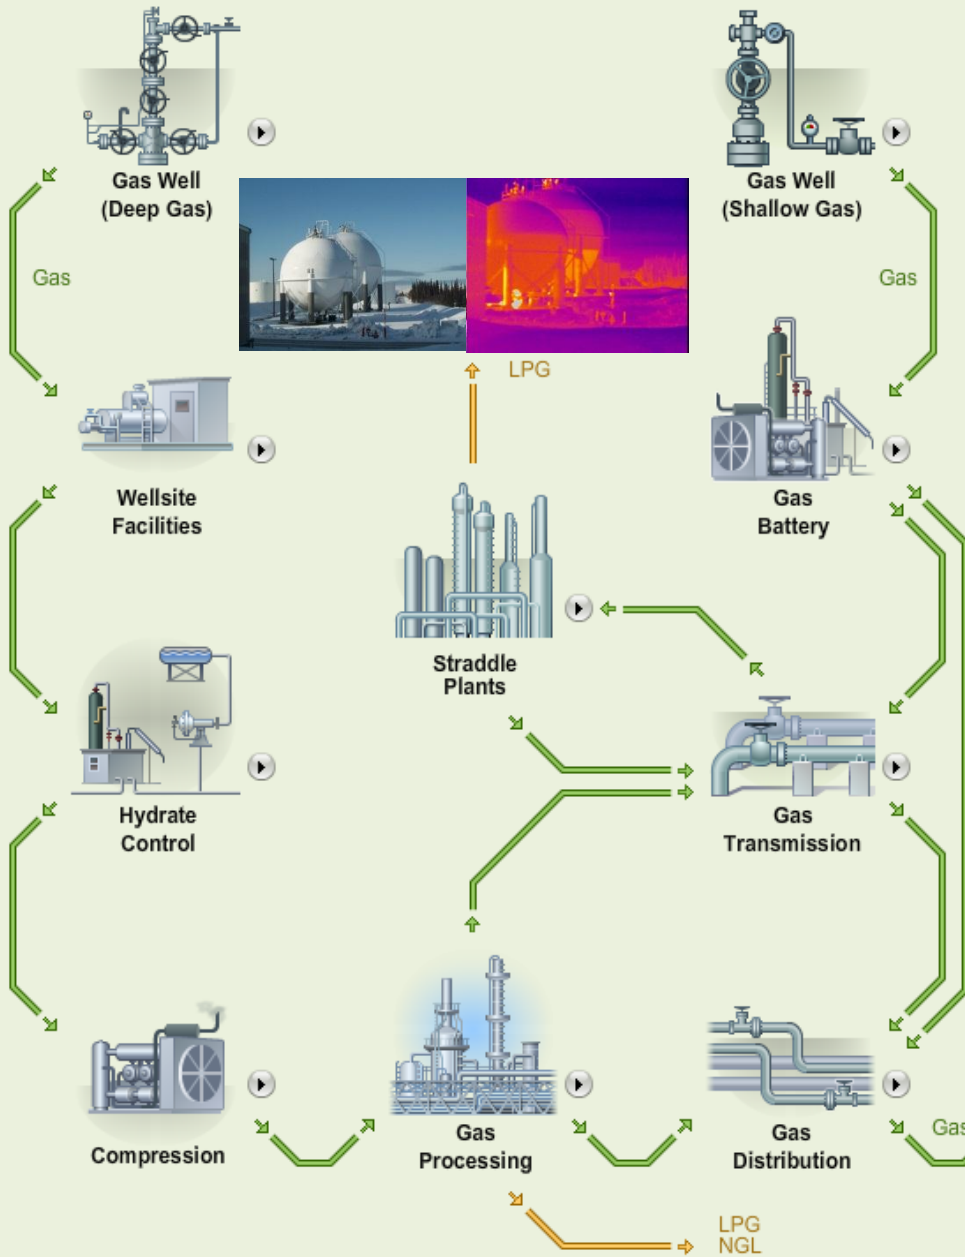 Gas Well
(Deep Gas)
Gas Well
(Shallow Gas)
Gas
Gas
LPG
Wellsite
Facilities
Gas
Battery
Straddle
Plants
Hydrate
Control
Gas
Transmission
Compression
Gas
Processing
Gas
Distribution
Gas
LPG
NGL